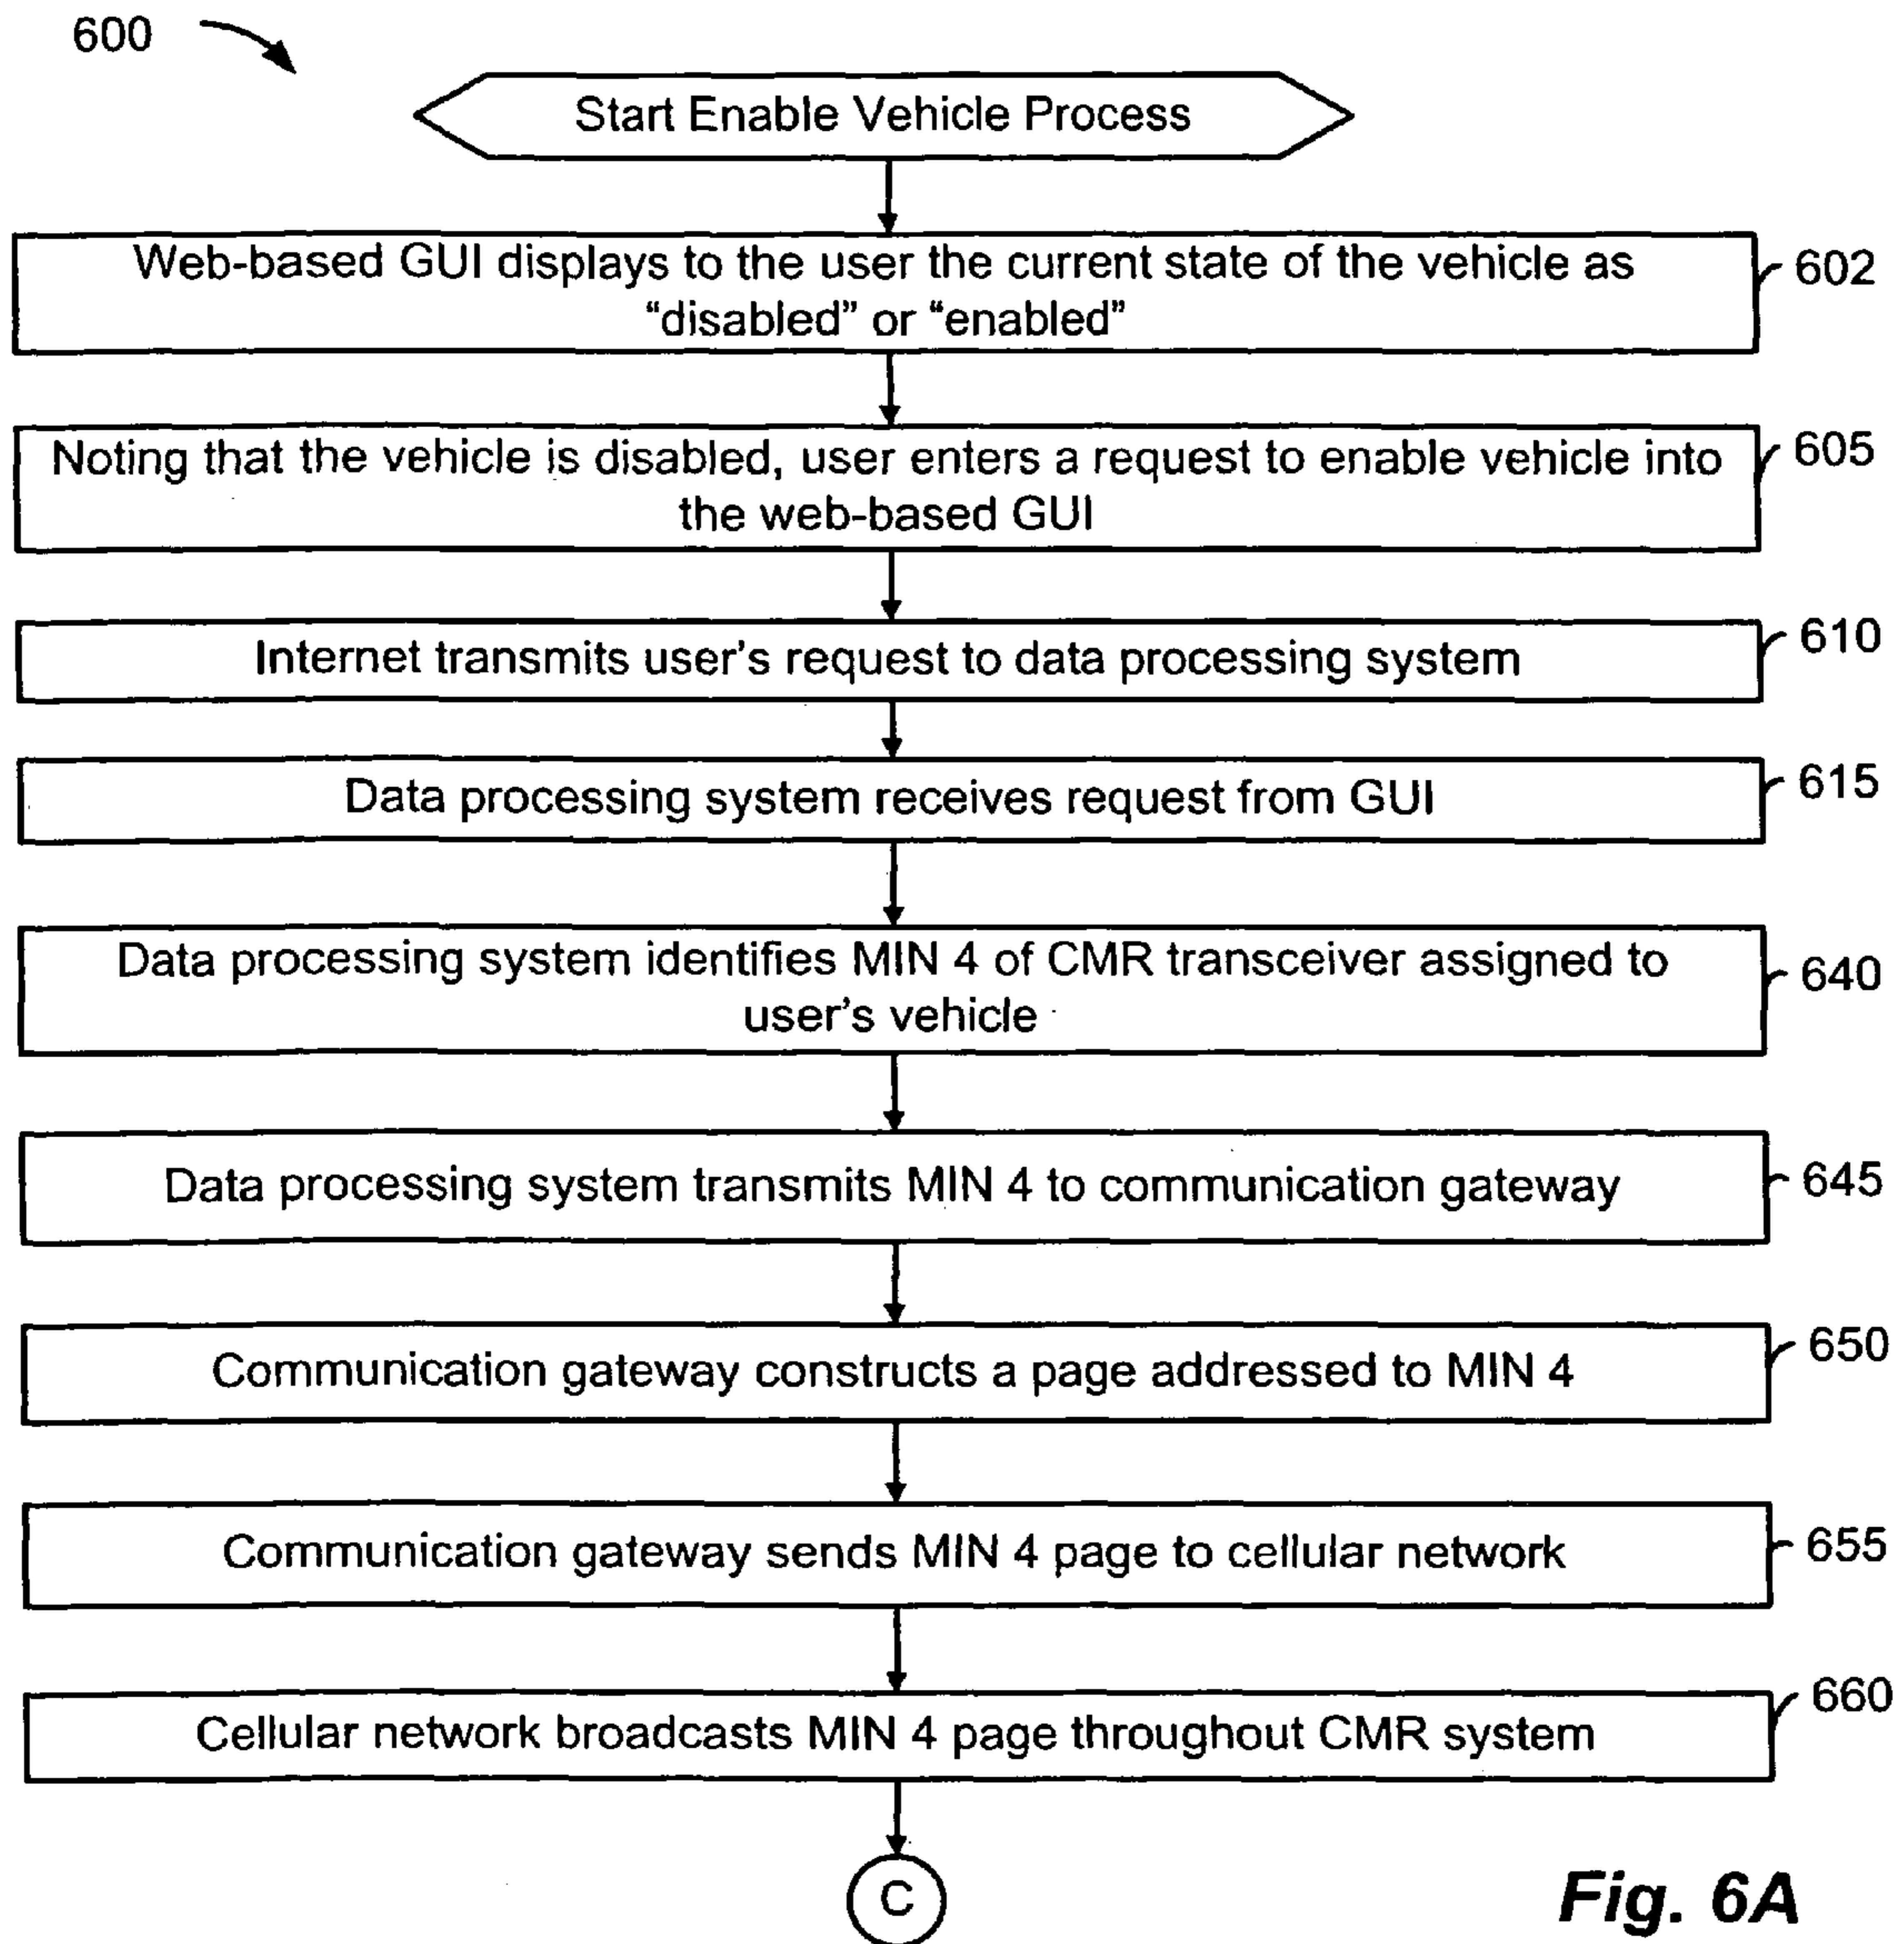 600
Start Enable Vehicle Process
Web-based GUI displays to the user the current state of the vehicle as
“disabled” or “enabled”
602
Noting that the vehicle is disabled, user enters a request to enable vehicle into
the web-based GUI
605
Internet transmits user’s request to data processing system
610
Data processing system receives request from GUI
615
Data processing system identifies MIN 4 of CMR transceiver assigned to
user’s vehicle
640
Data processing system transmits MIN 4 to communication gateway
645
Communication gateway constructs a page addressed to MIN 4
650
Communication gateway sends MIN 4 page to cellular network
655
Cellular network broadcasts MIN 4 page throughout CMR system
660
C
Fig. 6A